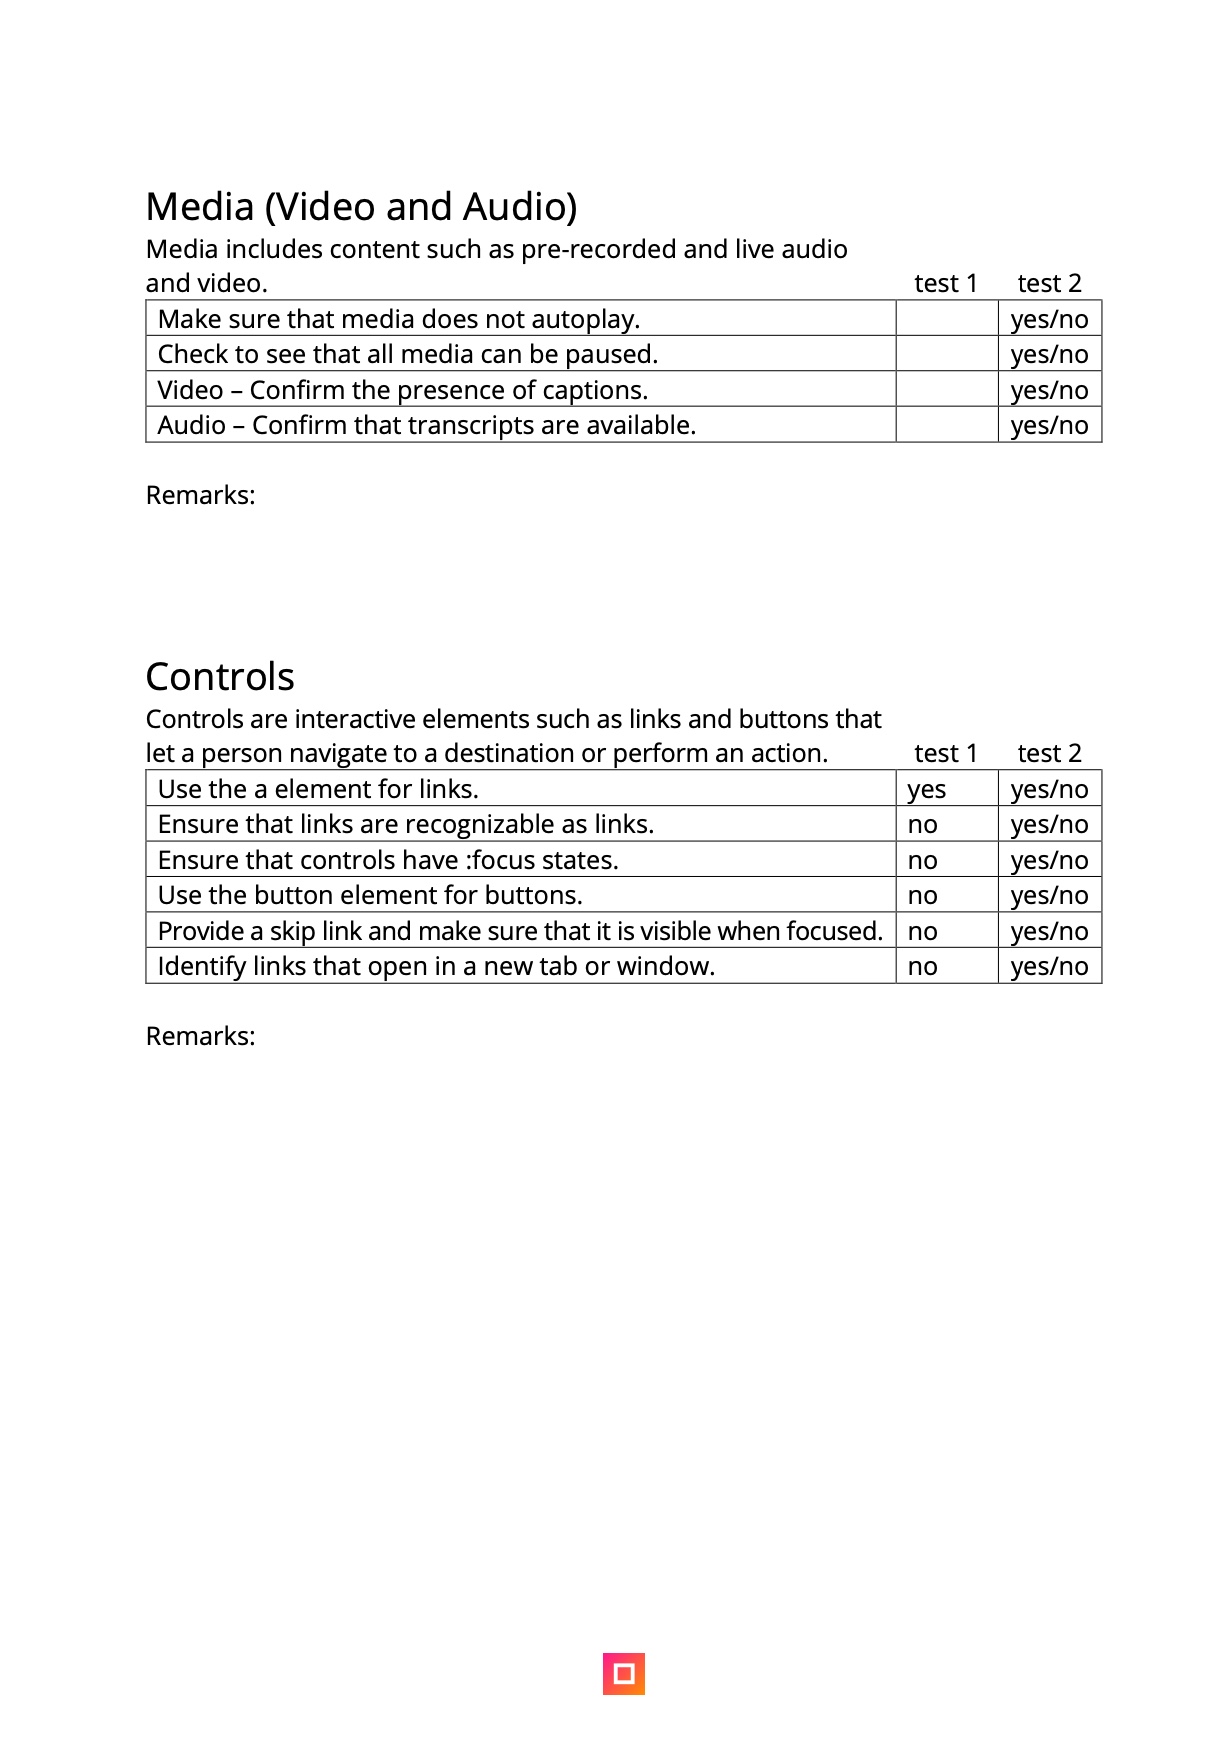 Media (Video and Audio)
Media includes content such as pre-recorded and live audio
and video. test 1 test 2
Make sure that media does not autoplay. yes/no
Check to see that all media can be paused. yes/no
Video – Confirm the presence of captions. yes/no
Audio – Confirm that transcripts are available. yes/no
Remarks:
Controls
Controls are interactive elements such as links and buttons that
let a person navigate to a destination or perform an action. test 1 test 2
Use the a element for links. yes yes/no
Ensure that links are recognizable as links. no yes/no
Ensure that controls have :focus states. no yes/no
Use the button element for buttons. no yes/no
Provide a skip link and make sure that it is visible when focused. no yes/no
Identify links that open in a new tab or window. no yes/no
Remarks: